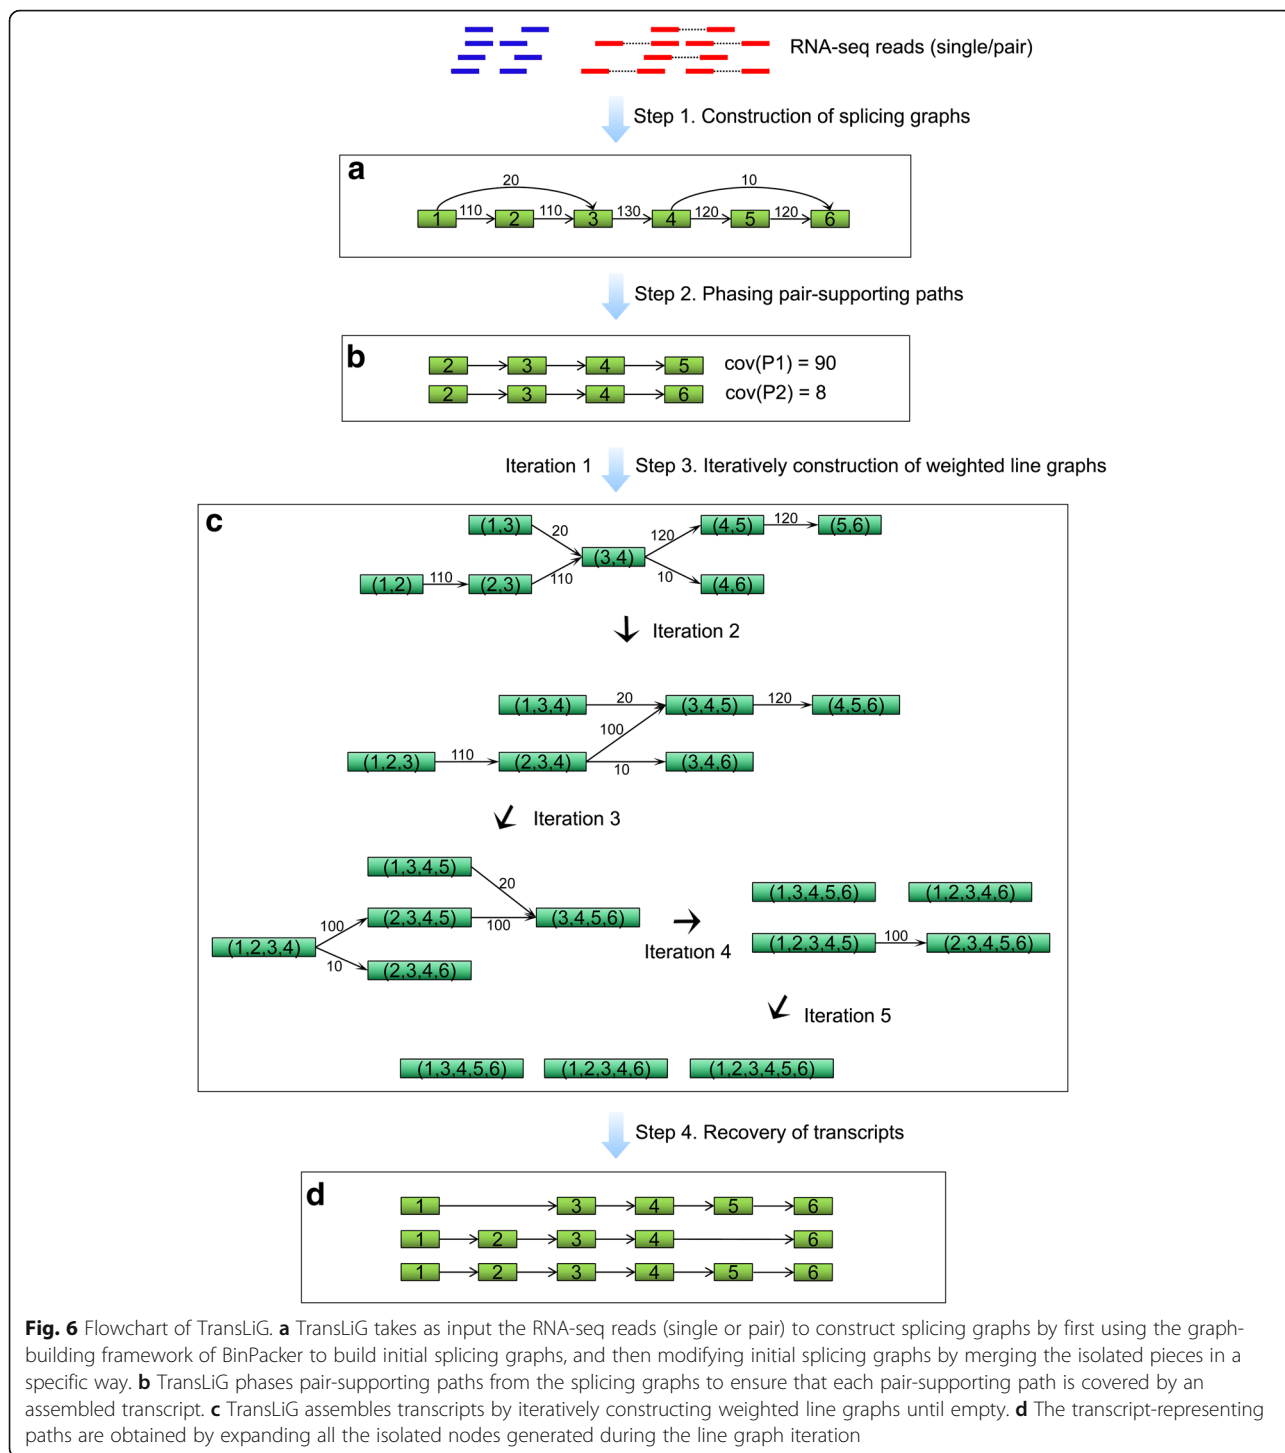 RNA-seq reads (single/pair)
Step 1. Construction of splicing graphs
a
20 10
1 110 2 110 3 130 4 120 5 120 6
Step 2. Phasing pair-supporting paths
b
2 3 4 5 cov(P1) = 90
2 3 4 6 cov(P2) = 8
Iteration 1 Step 3. Iteratively construction of weighted line graphs
c
(1,3) 20 (4,5) 120 (5,6)
120
(3,4)
(1,2) 110 (2,3) 110 10 (4,6)
Iteration 2
(1,3,4) 20 (3,4,5) 120 (4,5,6)
100
(1,2,3) 110 (2,3,4) 10 (3,4,6)
Iteration 3
(1,3,4,5)
20
(1,3,4,5,6) (1,2,3,4,6)
100 (2,3,4,5) 100 (3,4,5,6)
(1,2,3,4)
(1,2,3,4,5) 100 (2,3,4,5,6)
10 (2,3,4,6)
Iteration 4
Iteration 5
(1,3,4,5,6) (1,2,3,4,6) (1,2,3,4,5,6)
Step 4. Recovery of transcripts
d
1 3 4 5 6
1 2 3 4 6
1 2 3 4 5 6
Fig. 6 Flowchart of TransLiG. a TransLiG takes as input the RNA-seq reads (single or pair) to construct splicing graphs by first using the graph-
building framework of BinPacker to build initial splicing graphs, and then modifying initial splicing graphs by merging the isolated pieces in a
specific way. b TransLiG phases pair-supporting paths from the splicing graphs to ensure that each pair-supporting path is covered by an
assembled transcript. c TransLiG assembles transcripts by iteratively constructing weighted line graphs until empty. d The transcript-representing
paths are obtained by expanding all the isolated nodes generated during the line graph iteration